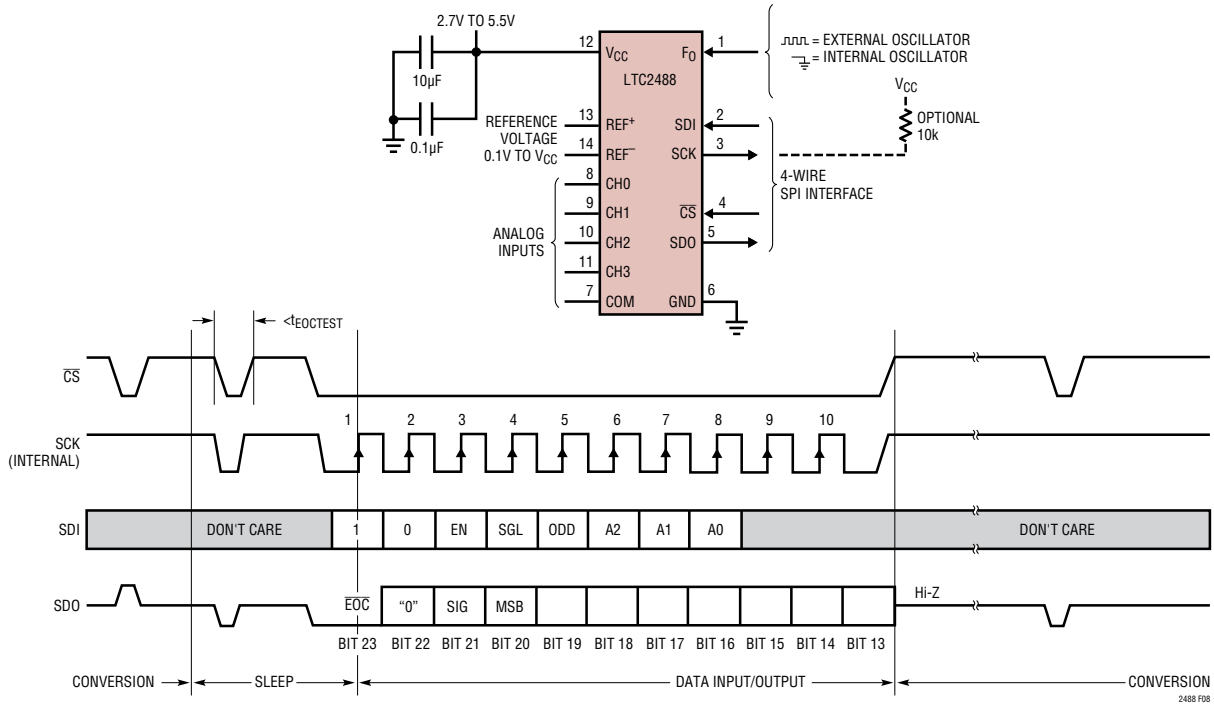 2.7V TO 5.5V
10µF
0.1µF
REFERENCE
VOLTAGE
0.1V TO VCC
ANALOG
INPUTS
12
13
14
8
9
10
11
7
VCC
REF+
REF–
CH0
CH1
CH2
CH3
COM
LTC2488
FO
SDI
SCK
CS
SDO
GND
1
2
3
4
5
6
= EXTERNAL OSCILLATOR
= INTERNAL OSCILLATOR
VCC
OPTIONAL
10k
4-WIRE
SPI INTERFACE
<tEOCTEST
CS
1 2 3 4 5 6 7 8 9 10
SCK
(INTERNAL)
SDI DON'T CARE 1 0 EN SGL ODD A2 A1 A0 DON'T CARE
SDO EOC “0” SIG MSB Hi-Z
BIT 23 BIT 22 BIT 21 BIT 20 BIT 19 BIT 18 BIT 17 BIT 16 BIT 15 BIT 14 BIT 13
CONVERSION SLEEP DATA INPUT/OUTPUT CONVERSION
2488 F08